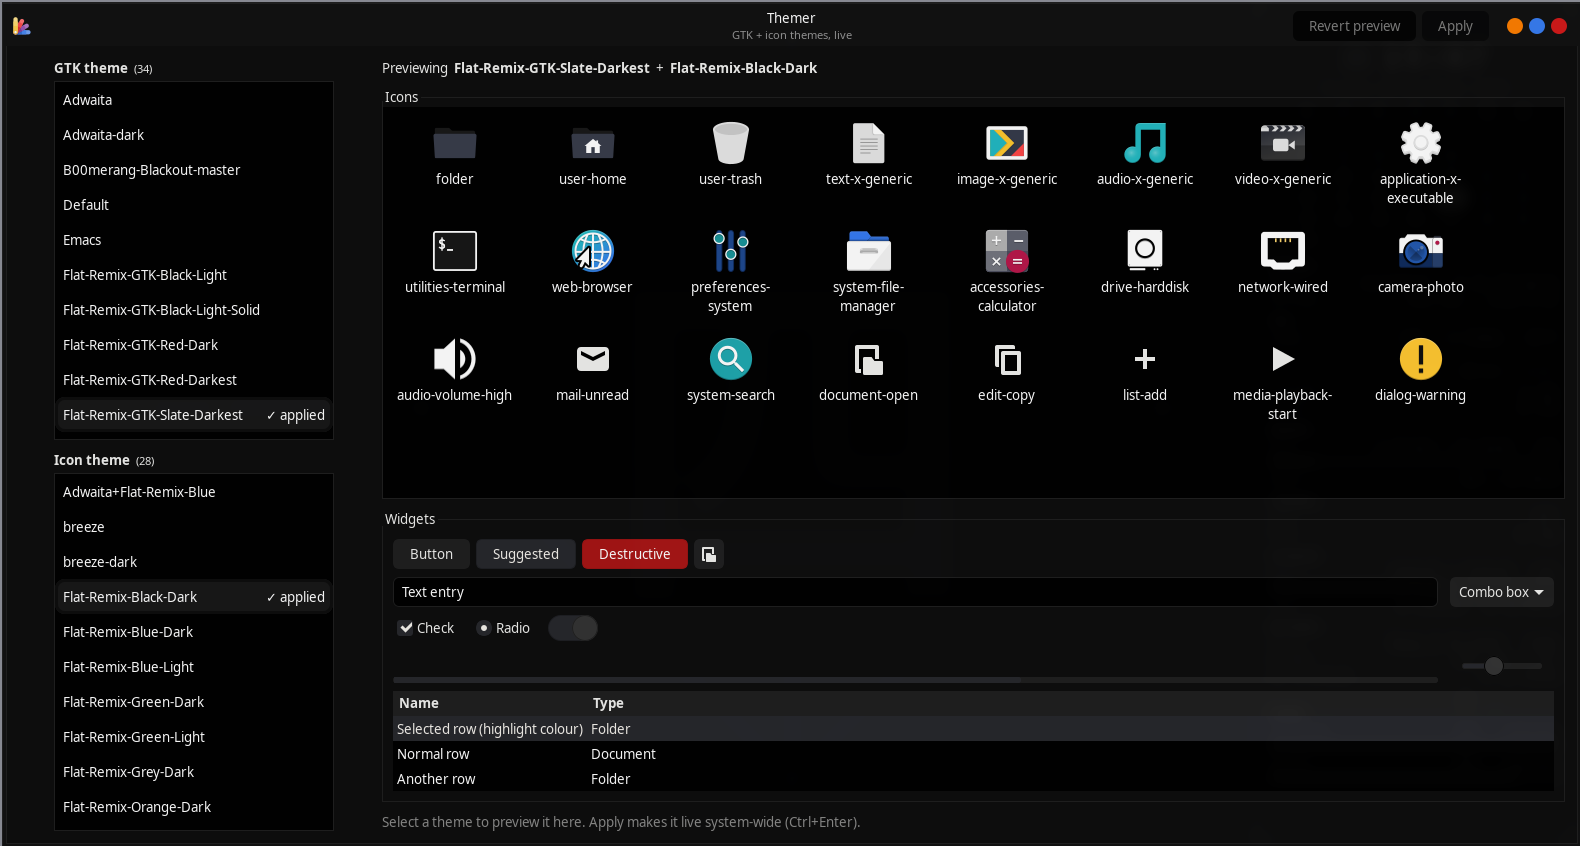 Themer
GTK + icon themes, live
Revert preview
Apply
GTK theme (34)
Adwaita
Adwaita-dark
B00merang-Blackout-master
Default
Emacs
Flat-Remix-GTK-Black-Light
Flat-Remix-GTK-Black-Light-Solid
Flat-Remix-GTK-Red-Dark
Flat-Remix-GTK-Red-Darkest
Flat-Remix-GTK-Slate-Darkest ✓ applied
Icon theme (28)
Adwaita+Flat-Remix-Blue
breeze
breeze-dark
Flat-Remix-Black-Dark ✓ applied
Flat-Remix-Blue-Dark
Flat-Remix-Blue-Light
Flat-Remix-Green-Dark
Flat-Remix-Green-Light
Flat-Remix-Grey-Dark
Flat-Remix-Orange-Dark
Previewing Flat-Remix-GTK-Slate-Darkest + Flat-Remix-Black-Dark
Icons
folder
user-home
user-trash
text-x-generic
image-x-generic
audio-x-generic
video-x-generic
application-x-
executable
$_
utilities-terminal
web-browser
preferences-
system
system-file-
manager
accessories-
calculator
drive-harddisk
network-wired
camera-photo
audio-volume-high
mail-unread
system-search
document-open
edit-copy
list-add
media-playback-
start
dialog-warning
Widgets
Button
Suggested
Destructive
Text entry
Combo box
Check
Radio
Name Type
Selected row (highlight colour) Folder
Normal row Document
Another row Folder
Select a theme to preview it here. Apply makes it live system-wide (Ctrl+Enter).